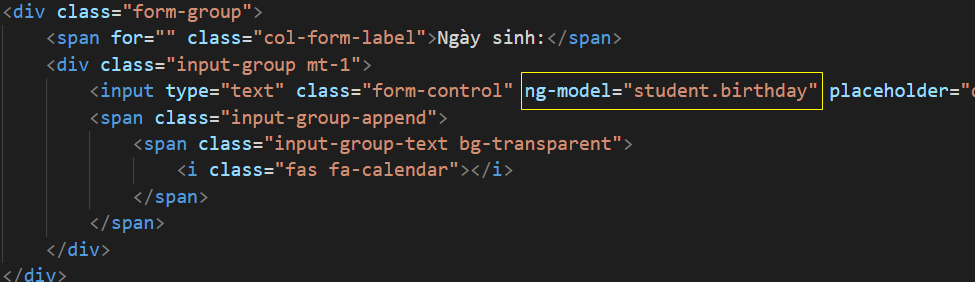 <div class="form-group">
<span for="" class="col-form-label">Ngày sinh:</span>
<div class="input-group mt-1">
<input type="text" class="form-control" ng-model="student.birthday" placeholder="
<span class="input-group-append">
<span class="input-group-text bg-transparent">
<i class="fas fa-calendar"></i>
</span>
</span>
</div>
</div>